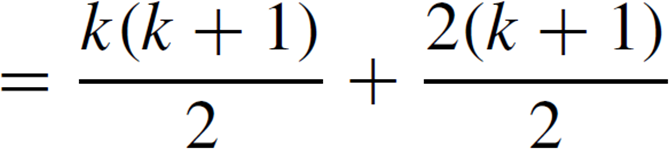 = k(k + 1)/2 + 2(k + 1)/2